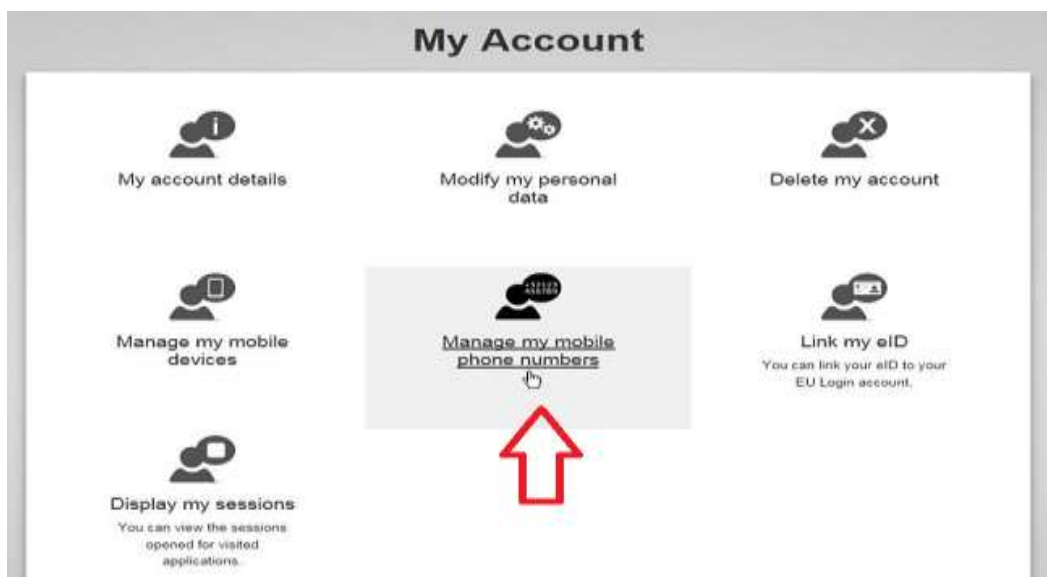 My Account
My account details
Modify my personal
data
Delete my account
Manage my mobile
devices
Manage my mobile
phone numbers
Link my eID
You can link your eID to your
EU Login account.
Display my sessions
You can view the sessions
opened for visited
applications.